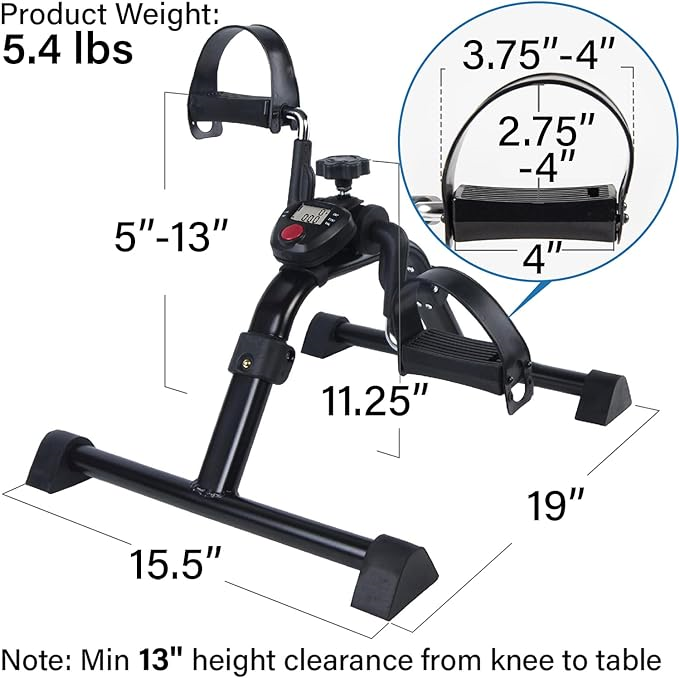 Product Weight:
5.4 lbs
3.75”-4”
2.75”
-4”
4”
5”-13”
11.25”
19”
15.5”
Note: Min 13" height clearance from knee to table